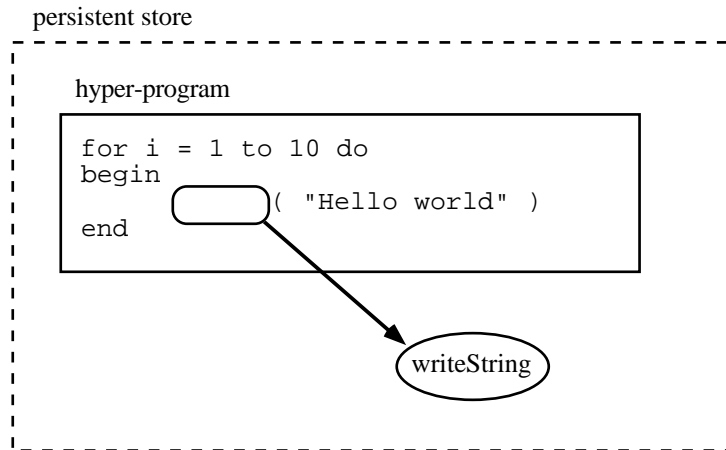 persistent store
hyper-program
for i = 1 to 10 do
begin
( "Hello world" )
end
writeString